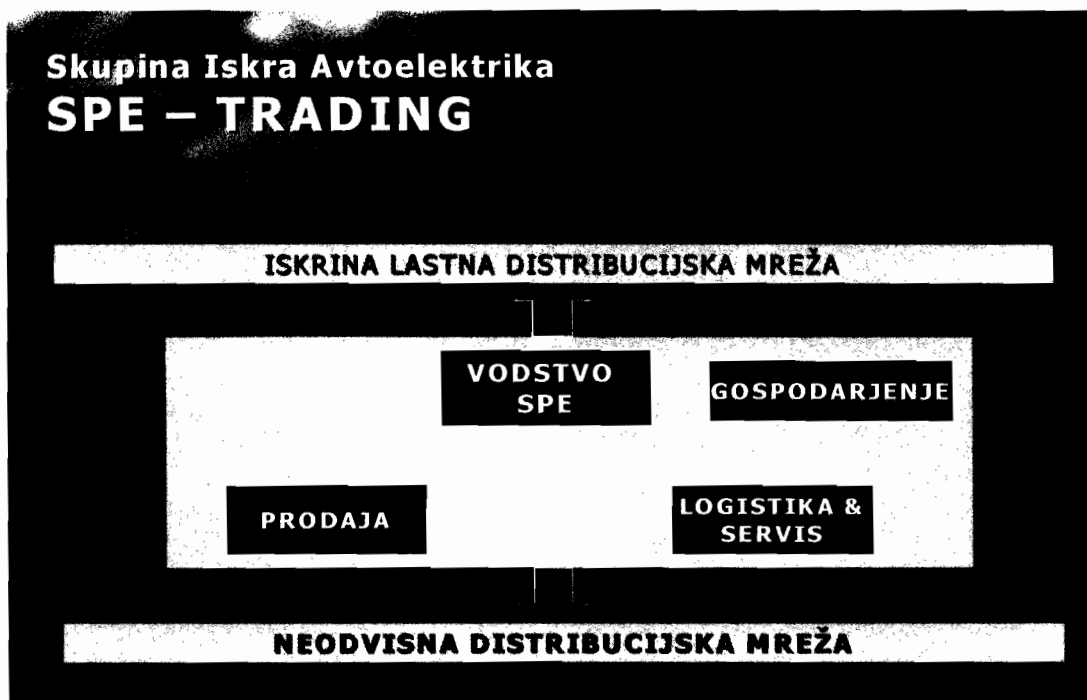 Skupina Iskra Avtoelektrika
SPE – TRADING
ISKRINA LASTNA DISTRIBUCIJSKA MREŽA
VODSTVO
SPE
GOSPODARJENJE
PRODAJA
LOGISTIKA &
SERVIS
NEODVISNA DISTRIBUCIJSKA MREŽA